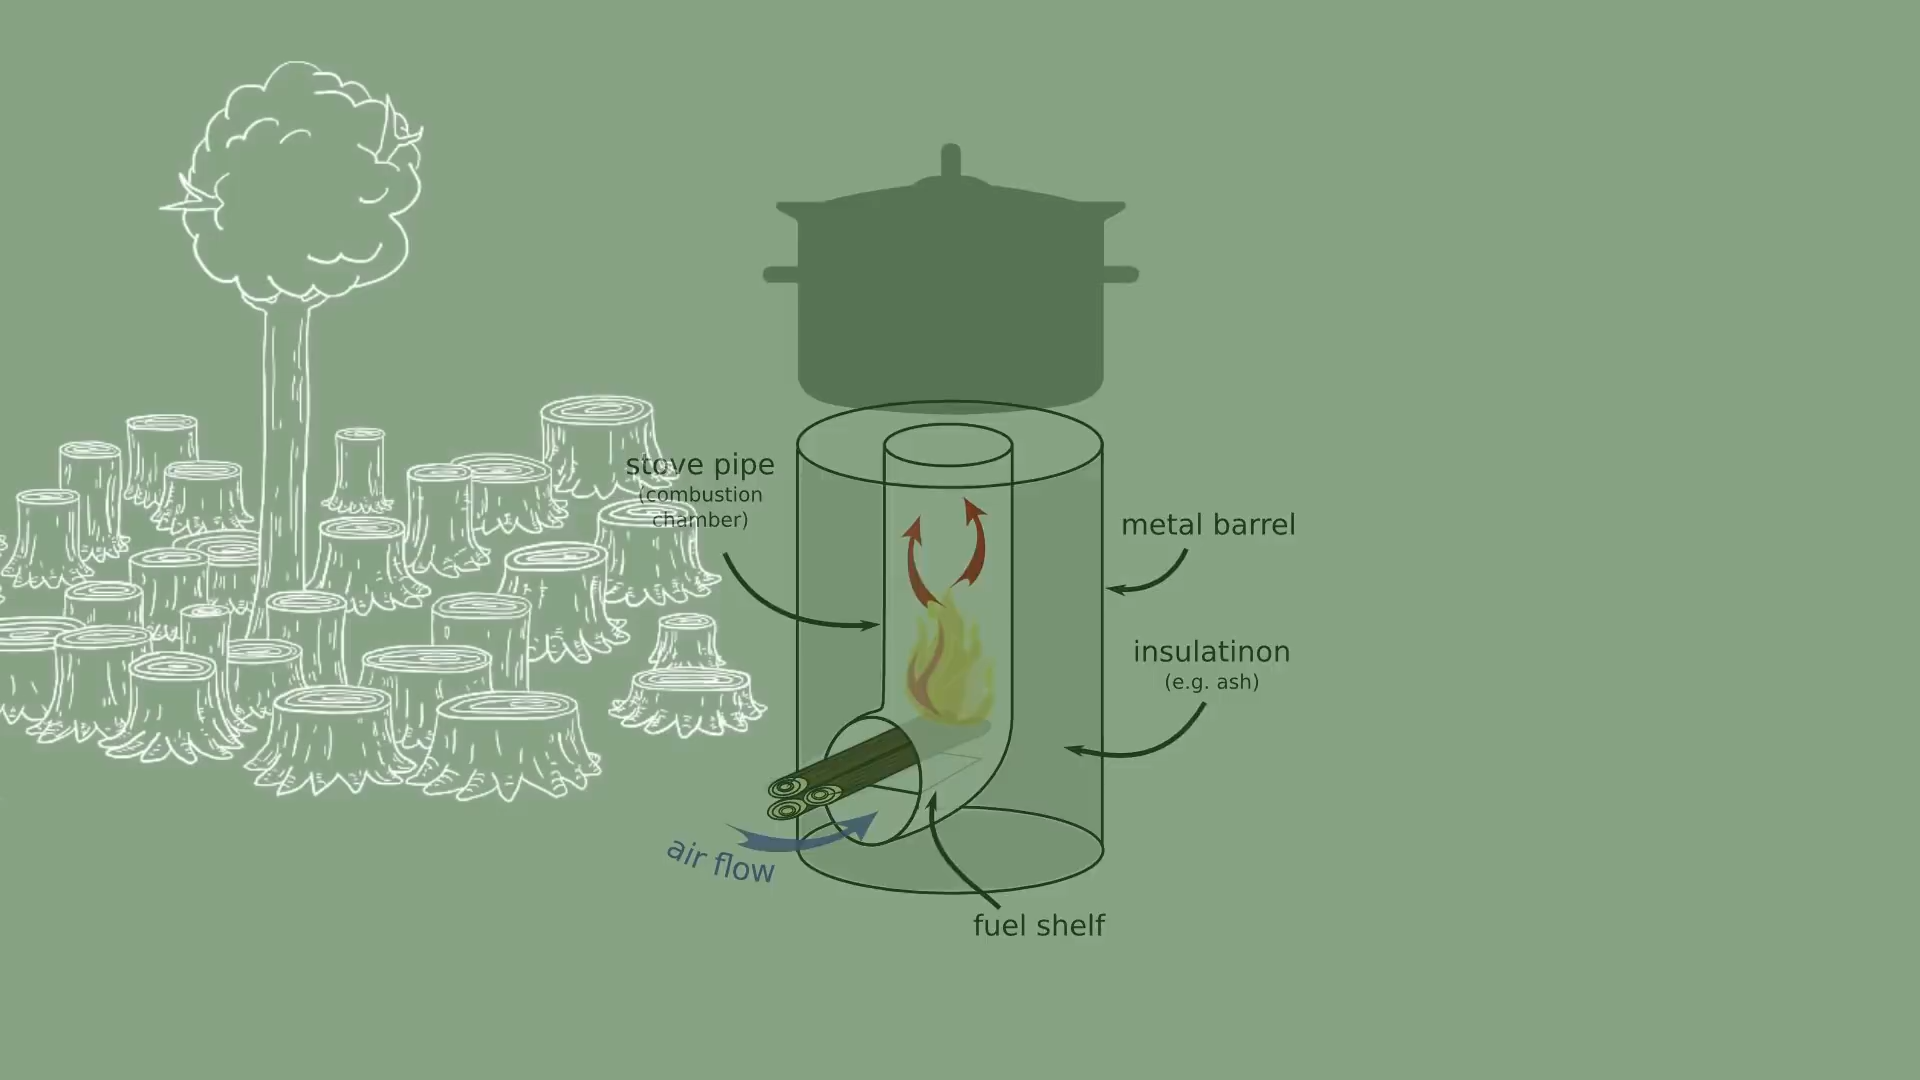 stove pipe
(combustion
chamber)
metal barrel
insulatinon
(e.g. ash)
air flow
fuel shelf